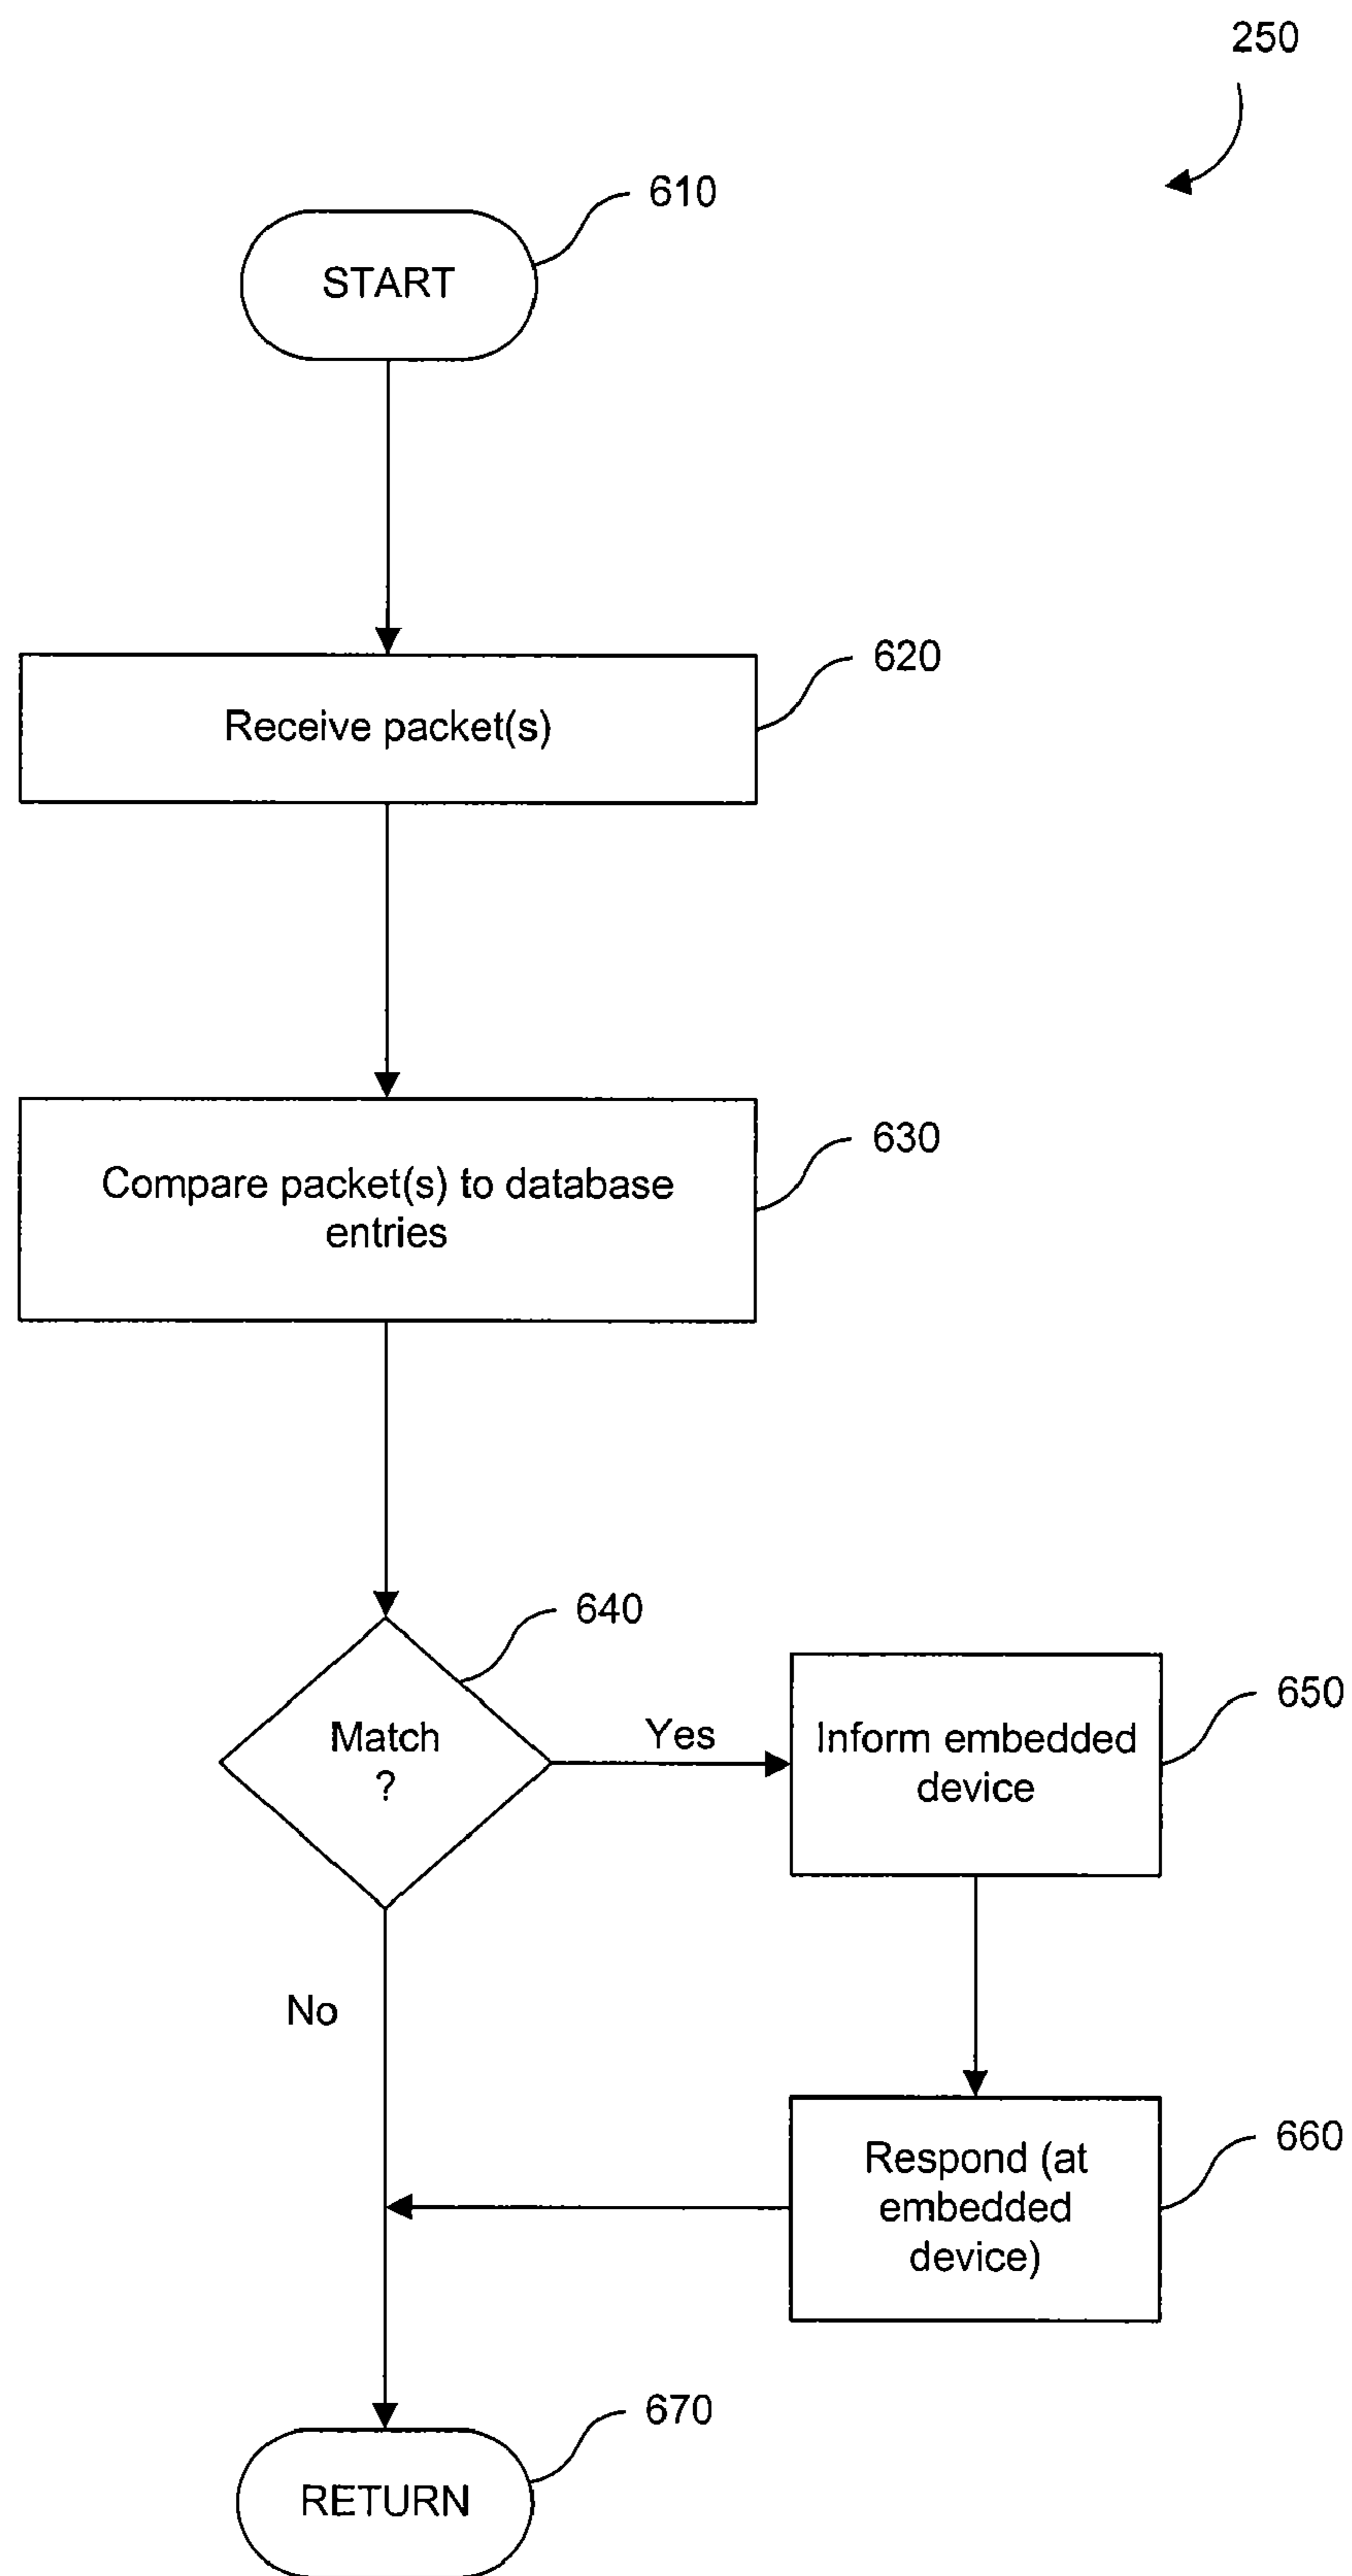 250
610
START
620
Receive packet(s)
630
Compare packet(s) to database
entries
640
Match
?
Yes
650
Inform embedded
device
No
660
Respond (at
embedded
device)
670
RETURN